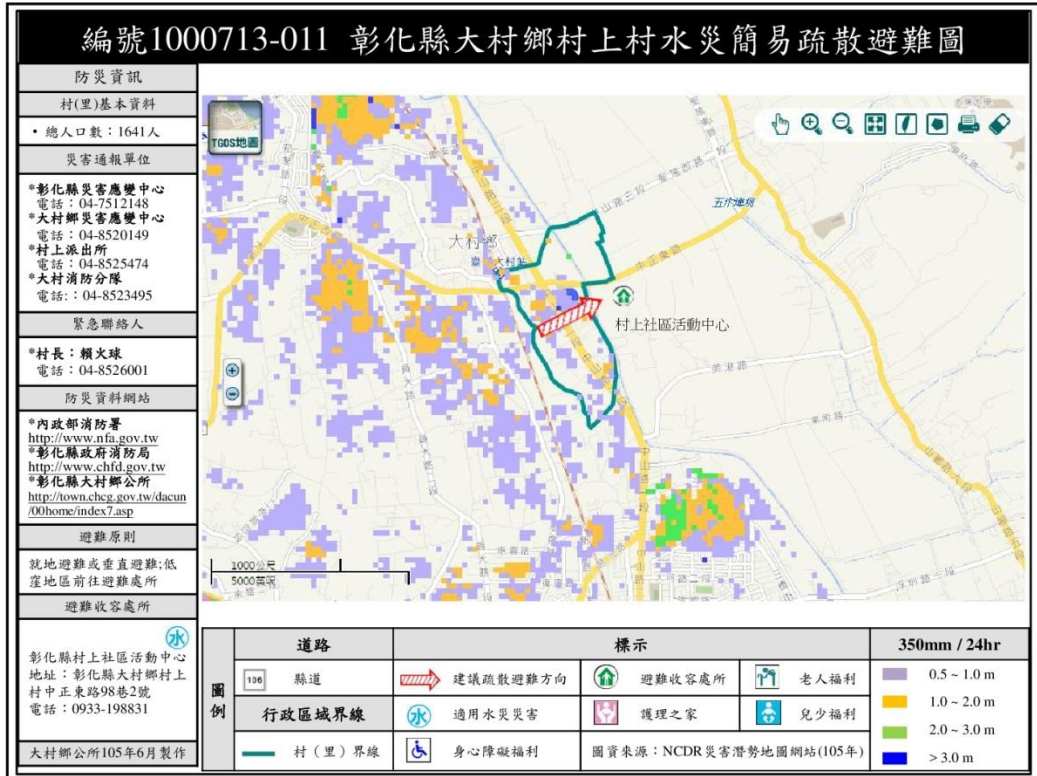 編號1000713-011 彰化縣大村鄉村上村水災簡易疏散避難圖
防災資訊
村(里)基本資料
• 總人口數：1641人
災害通報單位
*彰化縣災害應變中心
電話：04-7512148
*大村鄉災害應變中心
電話：04-8520149
*村上派出所
電話：04-8525474
*大村消防分隊
電話:：04-8523495
緊急聯絡人
*村長：賴火球
電話：04-8526001
防災資料網站
*內政部消防署
http://www.nfa.gov.tw
*彰化縣政府消防局
http://www.chfd.gov.tw
*彰化縣大村鄉公所
http://town.chcg.gov.tw/dacun
/00home/index7.asp
避難原則
就地避難或垂直避難;低
窪地區前往避難處所
避難收容處所
水
彰化縣村上社區活動中心
地址：彰化縣大村鄉村上
村中正東路98巷2號
電話：0933-198831
大村鄉公所105年6月製作
TGOS地圖
大村鄉
中正東路
村上社區活動中心
1000公尺
5000英呎
圖例
道路
標示
350mm / 24hr
106 縣道
建議疏散避難方向
避難收容處所
老人福利
0.5 ~ 1.0 m
行政區域界線
水 適用水災災害
護理之家
兒少福利
1.0 ~ 2.0 m
村（里）界線
身心障礙福利
圖資來源：NCDR災害潛勢地圖網站(105年)
2.0 ~ 3.0 m
> 3.0 m